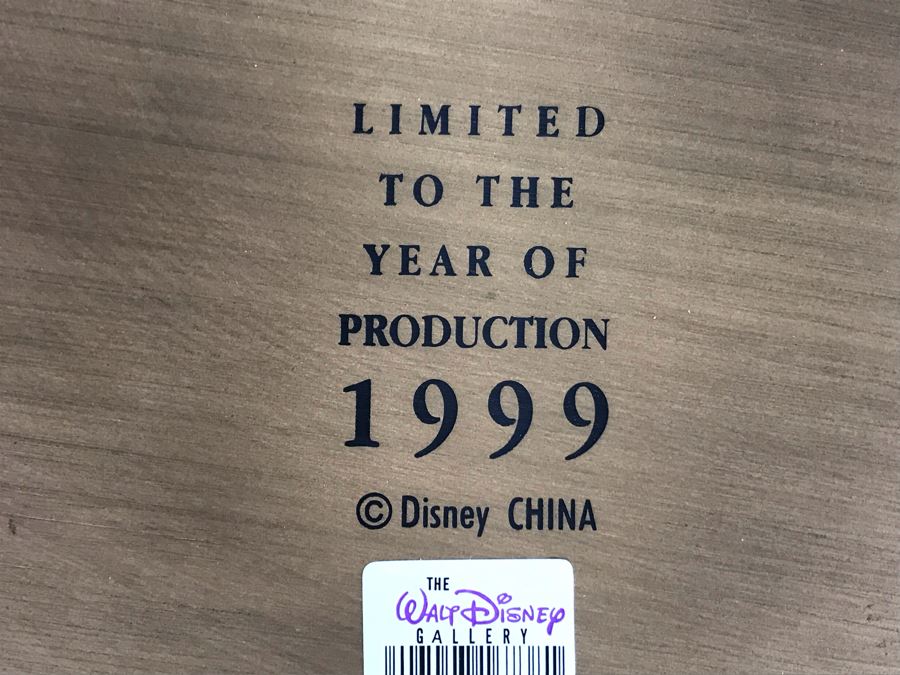 LIMITED
TO THE
YEAR OF
PRODUCTION
1999
© Disney CHINA
THE
WALT DISNEY
GALLERY